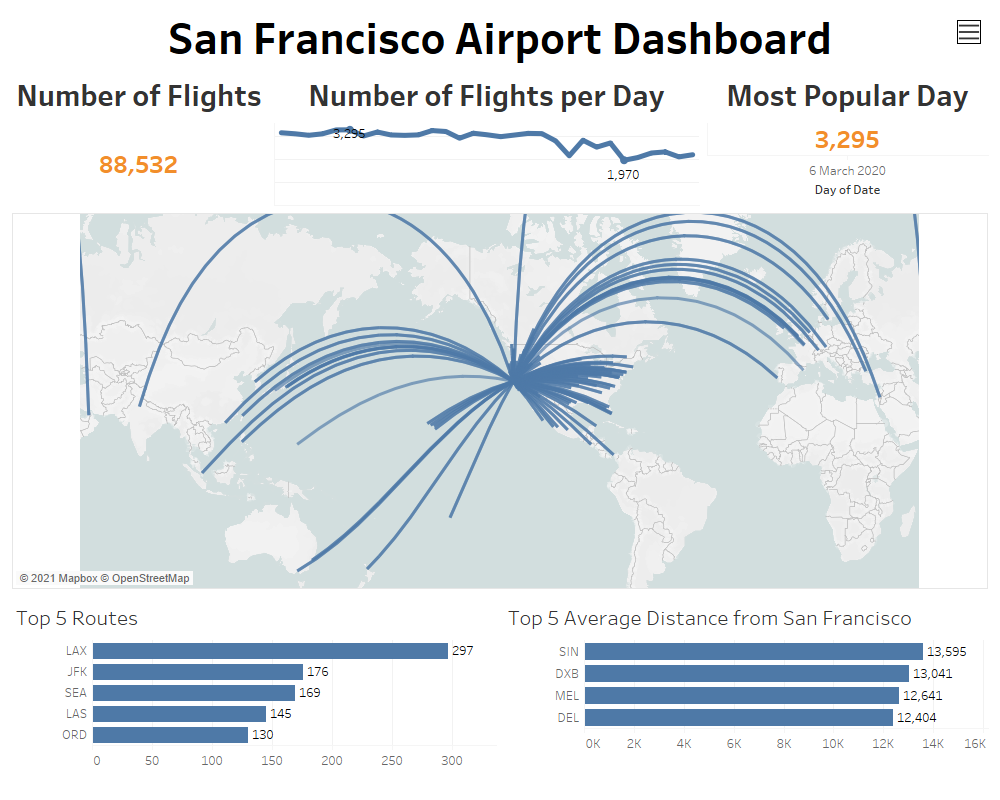 San Francisco Airport Dashboard
Number of Flights
88,532
Number of Flights per Day
3,295
1,970
Most Popular Day
3,295
6 March 2020
Day of Date
© 2021 Mapbox © OpenStreetMap
Top 5 Routes
LAX 297
JFK 176
SEA 169
LAS 145
ORD 130
0 50 100 150 200 250 300
Top 5 Average Distance from San Francisco
SIN 13,595
DXB 13,041
MEL 12,641
DEL 12,404
0K 2K 4K 6K 8K 10K 12K 14K 16K